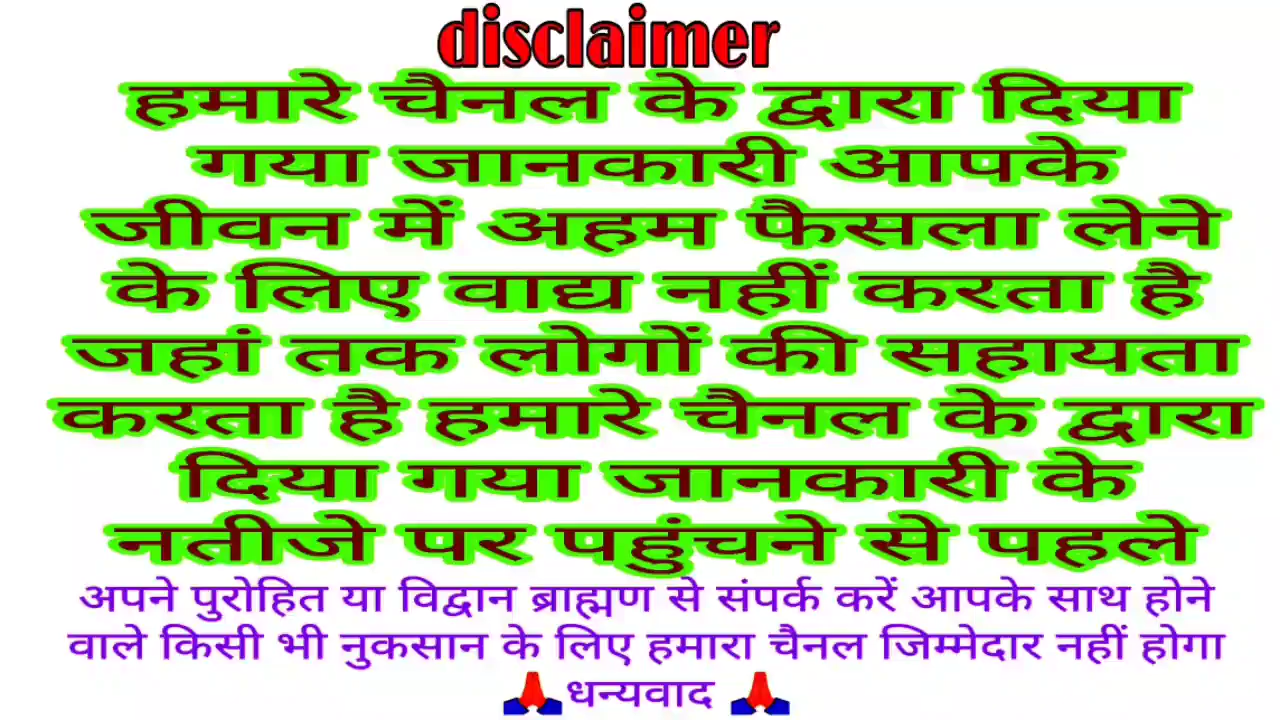 disclaimer
हमारे चैनल के द्वारा दिया
गया जानकारी आपके
जीवन में अहम फैसला लेने
के लिए वाद्य नहीं करता है
जहां तक लोगों की सहायता
करता है हमारे चैनल के द्वारा
दिया गया जानकारी के
नतीजे पर पहुंचने से पहले
अपने पुरोहित या विद्वान ब्राह्मण से संपर्क करें आपके साथ होने
वाले किसी भी नुकसान के लिए हमारा चैनल जिम्मेदार नहीं होगा
🙏धन्यवाद 🙏